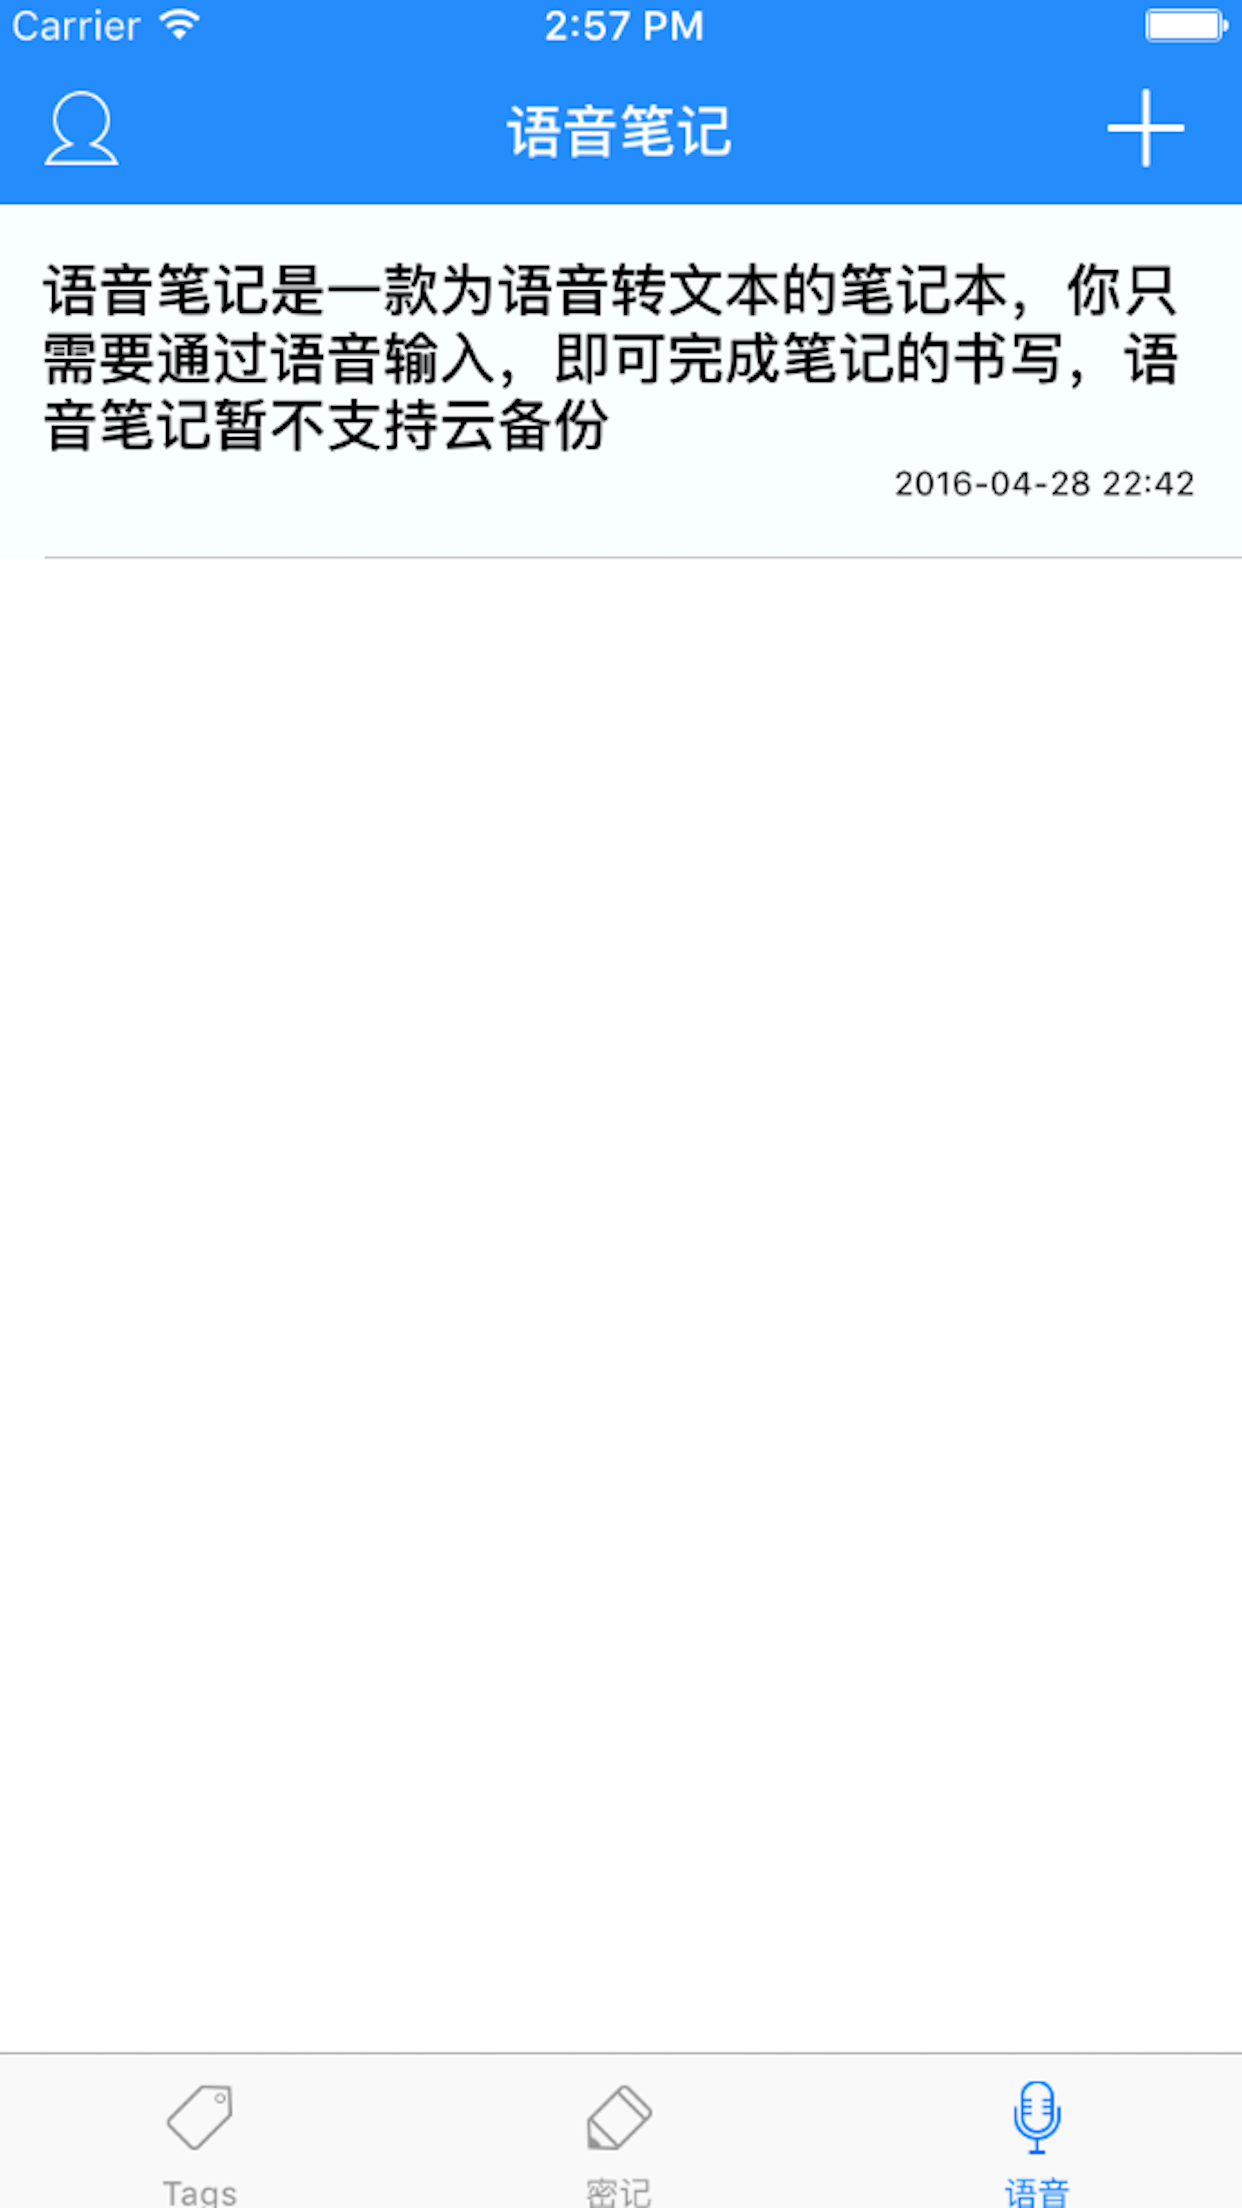 Carrier 2:57 PM
语音笔记
语音笔记是一款为语音转文本的笔记本，你只
需要通过语音输入，即可完成笔记的书写，语
音笔记暂不支持云备份
2016-04-28 22:42
Tags 密记 语音